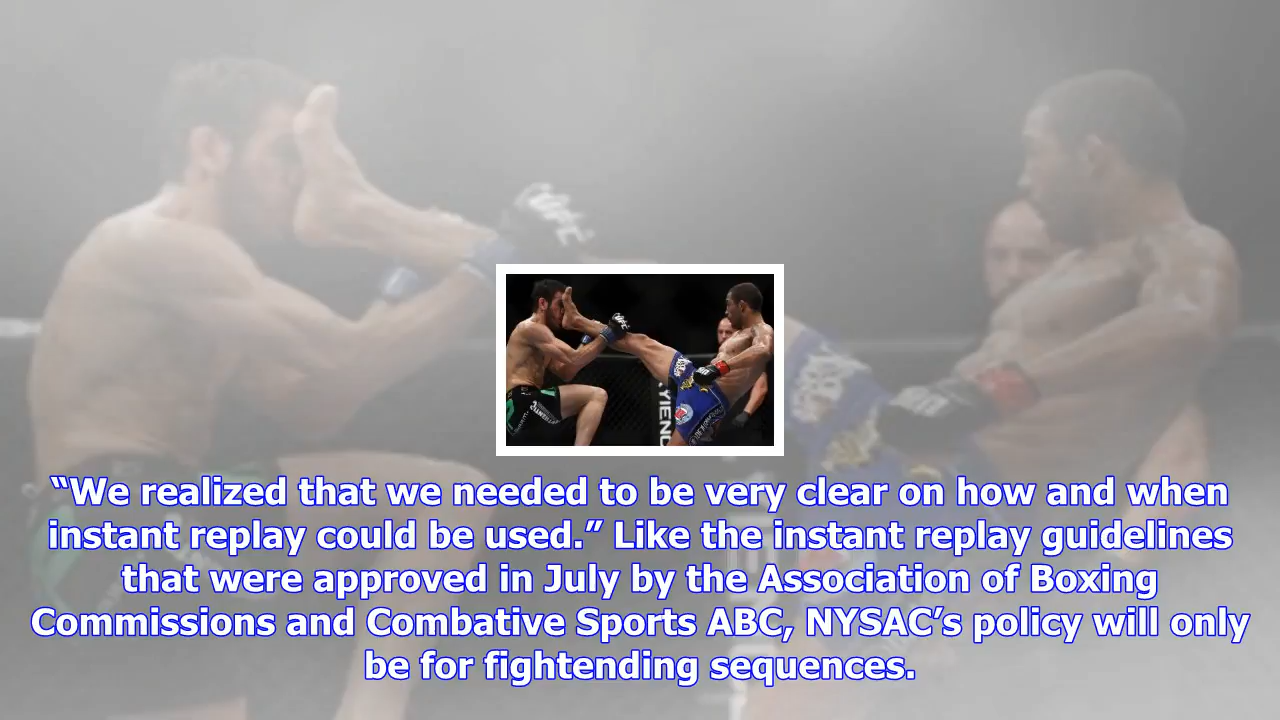 UFC
YIENG
“We realized that we needed to be very clear on how and when
instant replay could be used.” Like the instant replay guidelines
that were approved in July by the Association of Boxing
Commissions and Combative Sports ABC, NYSAC’s policy will only
be for fightending sequences.